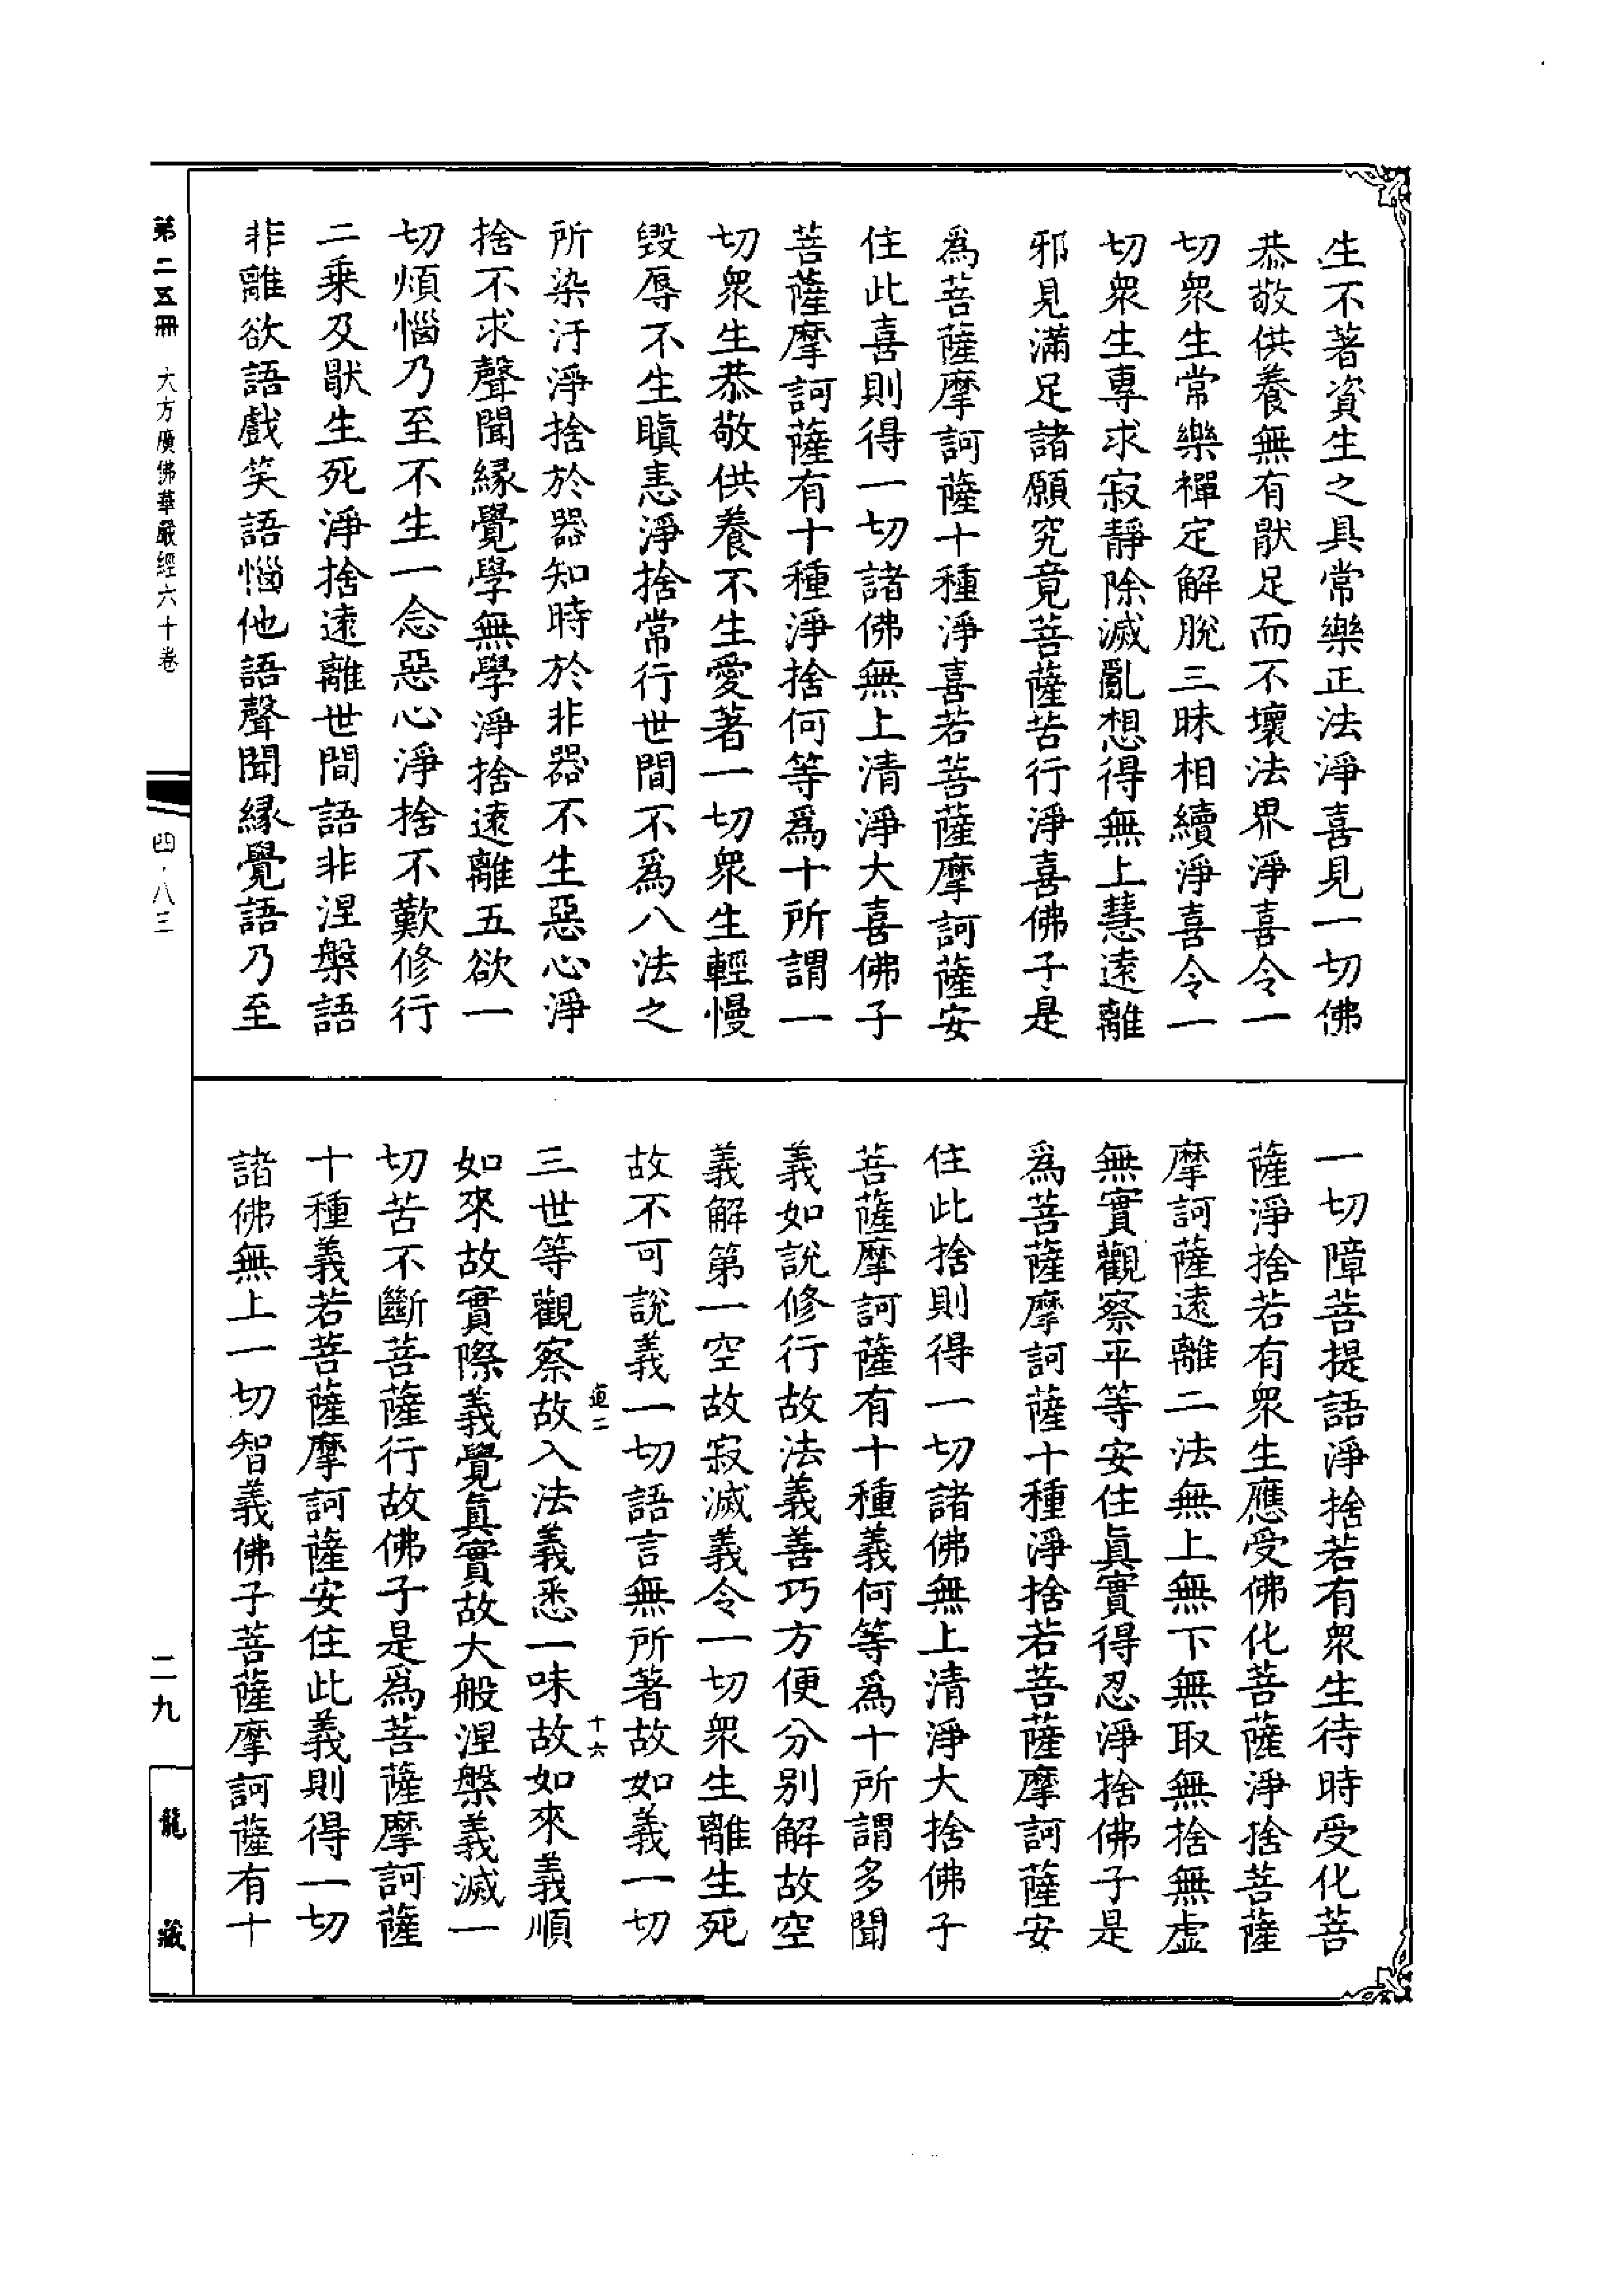 生不著資生之具常樂正法淨喜見一切佛
恭敬供養無有猒足而不壞法界淨喜令一
切衆生常樂禪定解脫三昧相續淨喜令一
切衆生專求寂靜除滅亂想得無上慧遠離
邪見滿足諸願究竟菩薩苦行淨喜佛子是
爲菩薩摩訶薩十種淨喜若菩薩摩訶薩安
住此喜則得一切諸佛無上清淨大喜佛子
菩薩摩訶薩有十種淨捨何等爲十所謂一
切衆生恭敬供養不生愛著一切衆生輕慢
毀辱不生瞋恚淨捨常行世間不爲八法之
所染汙淨捨於器知時於非器不生惡心淨
捨不求聲聞緣覺學無學淨捨遠離五欲一
切煩惱乃至不生一念惡心淨捨不歎修行
二乘及猒生死淨捨遠離世間語非涅槃語
非離欲語戲笑語惱他語聲聞緣覺語乃至
一切障菩提語淨捨若有衆生待時受化菩
薩淨捨若有衆生應受佛化菩薩淨捨菩薩
摩訶薩遠離二法無上無下無取無捨無虛
無實觀察平等安住眞實得忍淨捨佛子是
爲菩薩摩訶薩十種淨捨若菩薩摩訶薩安
住此捨則得一切諸佛無上清淨大捨佛子
菩薩摩訶薩有十種義何等爲十所謂多聞
義如說修行故法義善巧方便分別解故空
義解第一空故寂滅義令一切衆生離生死
故不可說義一切語言無所著故如義一切
道二
十六
三世等觀察故入法義悉一味故如來義順
如來故實際義覺眞實故大般涅槃義滅一
切苦不斷菩薩行故佛子是爲菩薩摩訶薩
十種義若菩薩摩訶薩安住此義則得一切
諸佛無上一切智義佛子菩薩摩訶薩有十
第二五冊 大方廣佛華嚴經六十卷
四·八三
二九
龍藏